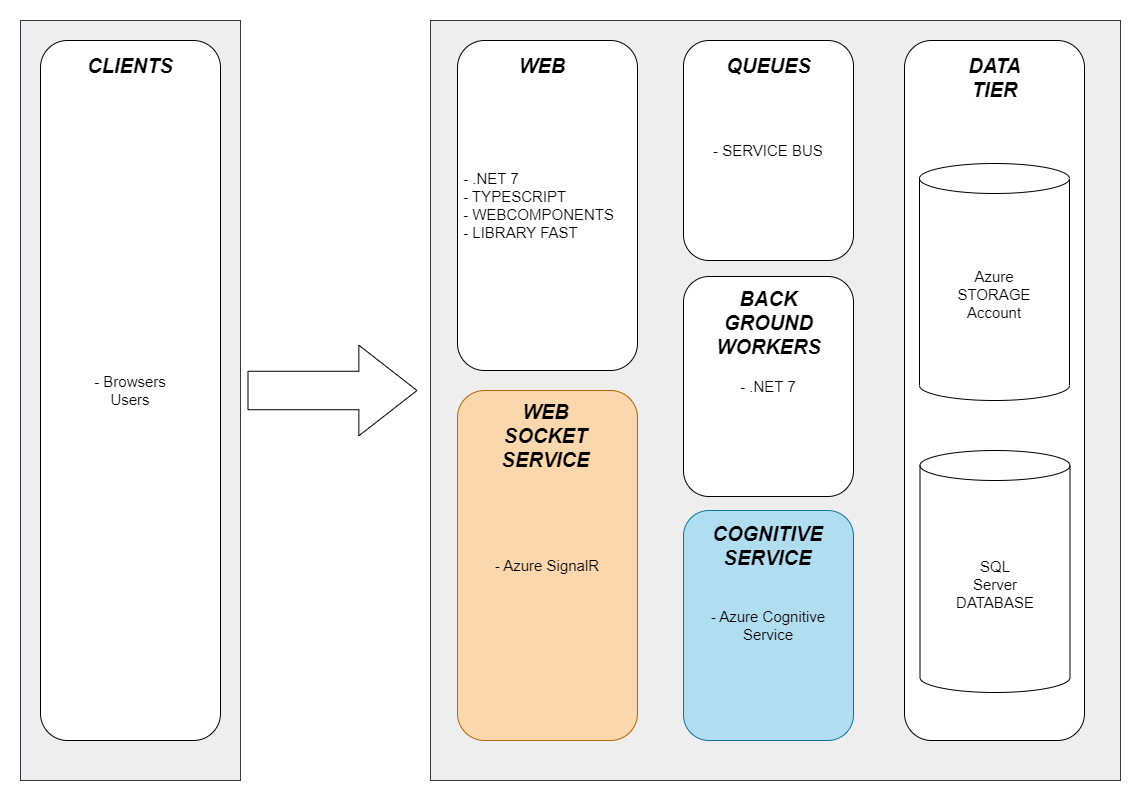 CLIENTS
- Browsers
Users
WEB
- .NET 7
- TYPESCRIPT
- WEBCOMPONENTS
- LIBRARY FAST
WEB
SOCKET
SERVICE
- Azure SignalR
QUEUES
- SERVICE BUS
BACK
GROUND
WORKERS
- .NET 7
COGNITIVE
SERVICE
- Azure Cognitive
Service
DATA
TIER
Azure
STORAGE
Account
SQL
Server
DATABASE